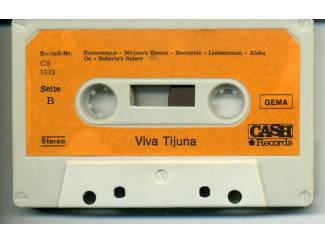 Bestell-Nr.
CS
1013
Humoresque - Mirjam's Dream - Baccarole - Liebestraum - Aloha
Oe - Roberto's Bolero
Seite
B
GEMA
Stereo
Viva Tijuna
CASH
Records